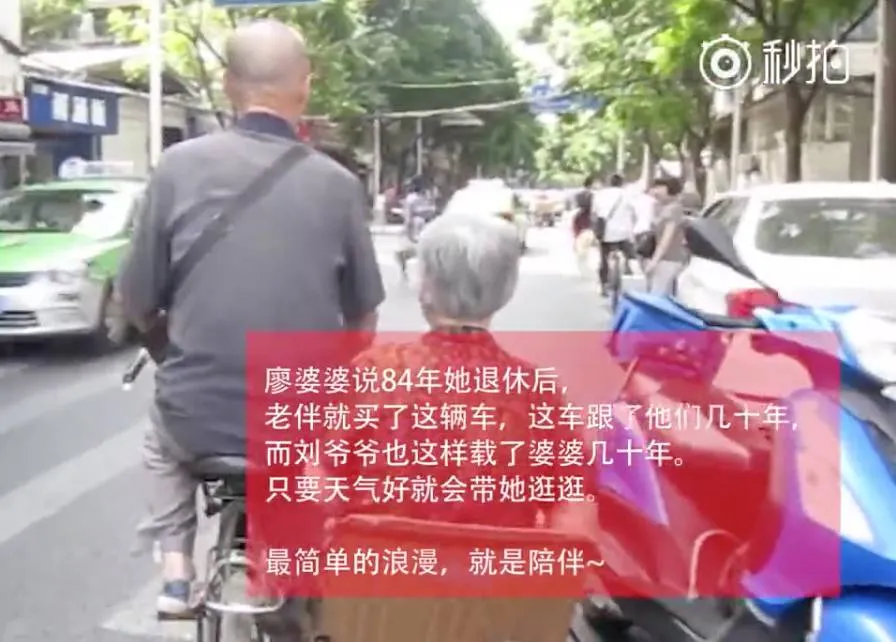 秒拍
廖婆婆说84年她退休后，
老伴就买了这辆车，这车跟了他们几十年，
而刘爷爷也这样载了婆婆几十年。
只要天气好就会带她逛逛。
最简单的浪漫，就是陪伴~